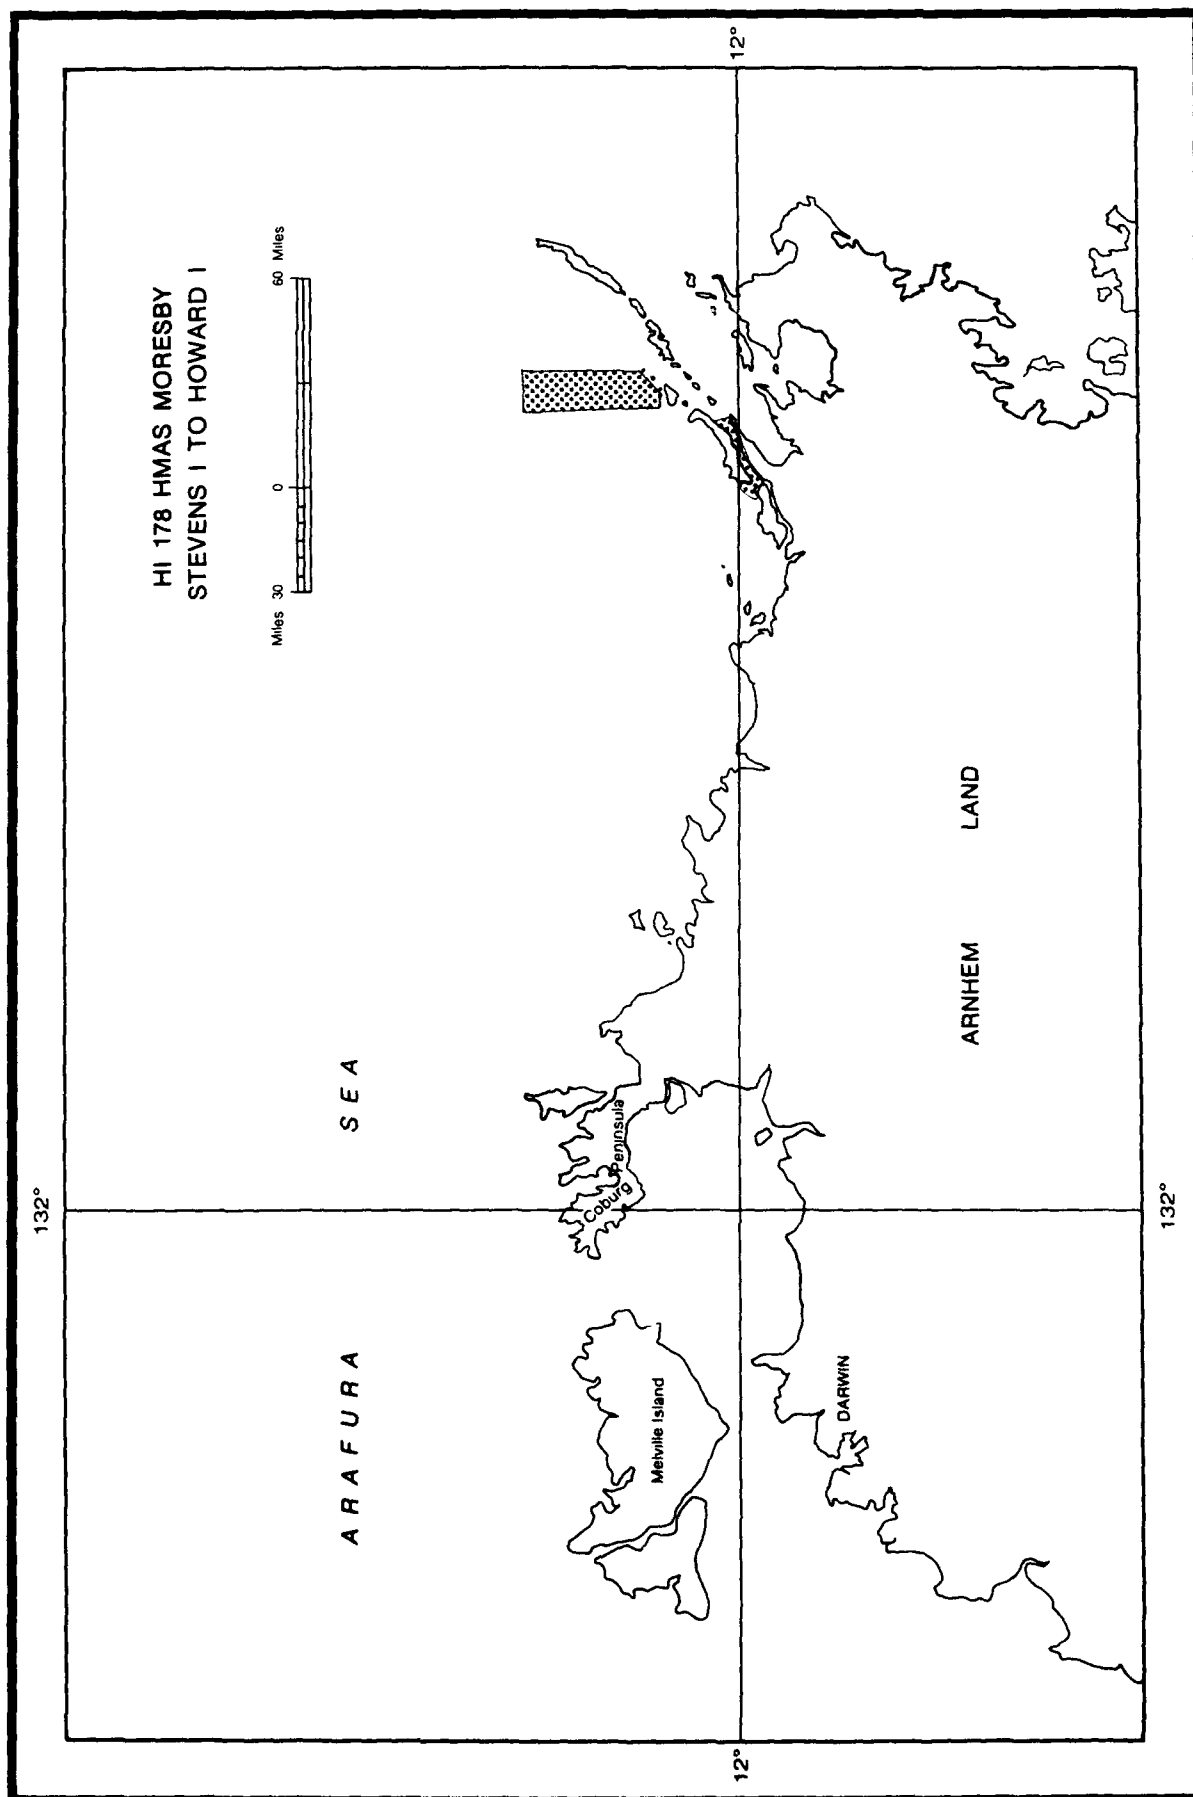 HI 178 HMAS MORESBY
STEVENS I TO HOWARD I
Miles 30 0 60 Miles
132°
ARAFURA SEA
Coburg Peninsula
Melville Island
12° 12°
DARWIN
ARNHEM LAND
132°